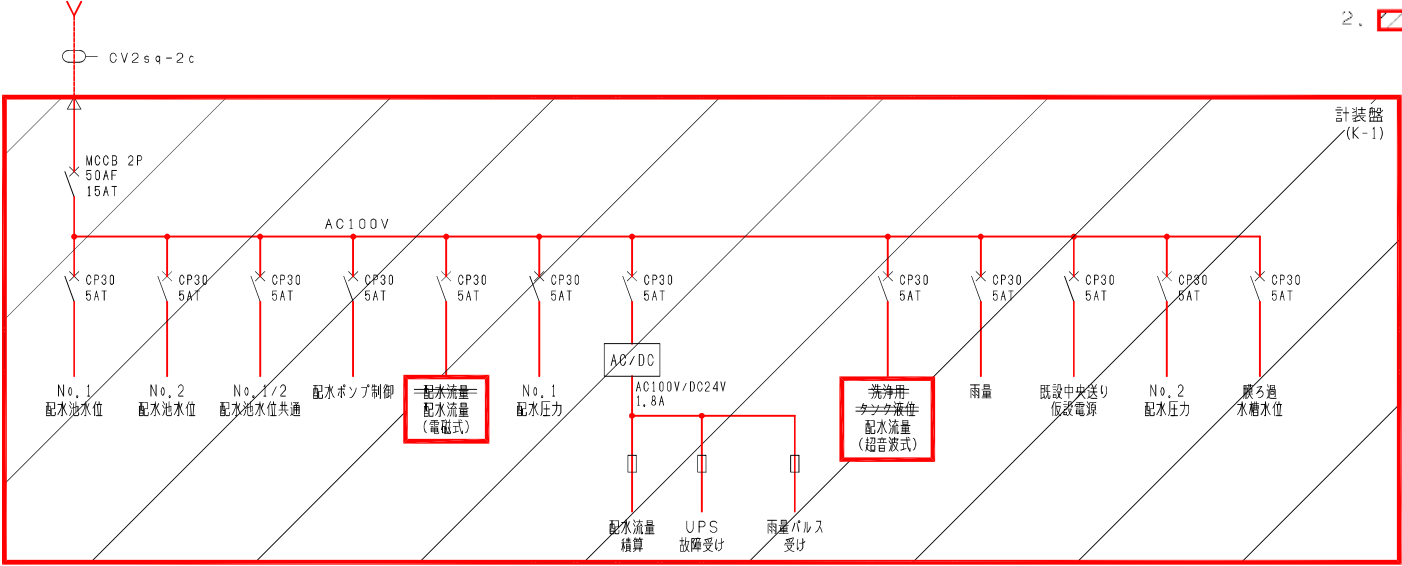 2.
CV2sq-2c
計装盤
(K-1)
MCCB 2P
50AF
15AT
AC100V
CP30
5AT
CP30
5AT
CP30
5AT
CP30
5AT
CP30
5AT
CP30
5AT
CP30
5AT
CP30
5AT
CP30
5AT
CP30
5AT
CP30
5AT
CP30
5AT
AC/DC
AC100V/DC24V
1.8A
No.1
配水池水位
No.2
配水池水位
No.1/2
配水池水位共通
配水ポンプ制御
配水流量
配水流量
(電磁式)
No.1
配水圧力
洗浄用
タンク液位
配水流量
(超音波式)
雨量
既設中央送り
仮設電源
No.2
配水圧力
膜ろ過
水槽水位
配水流量
積算
UPS
故障受け
雨量パルス
受け